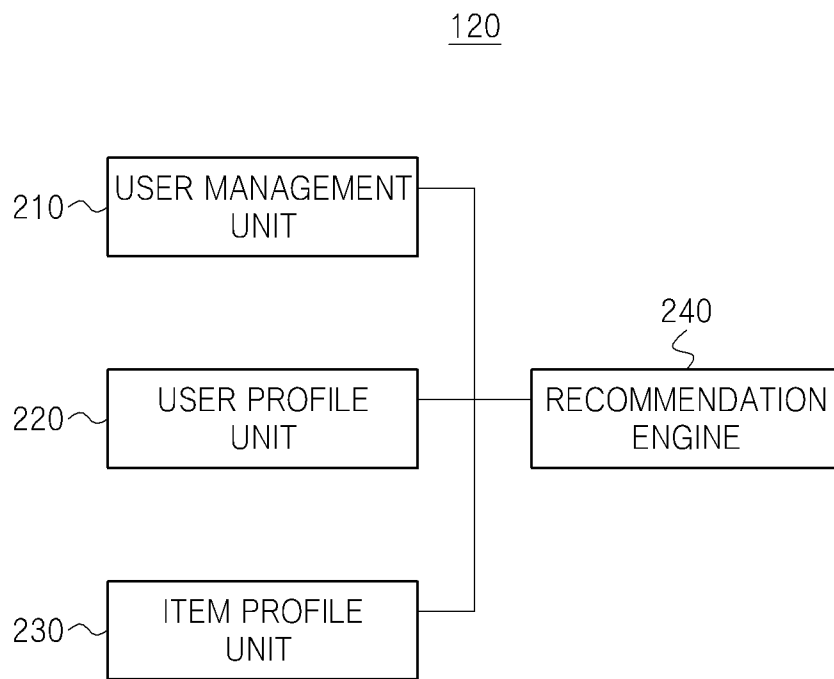 120
210
USER MANAGEMENT
UNIT
240
220
USER PROFILE
UNIT
RECOMMENDATION
ENGINE
230
ITEM PROFILE
UNIT